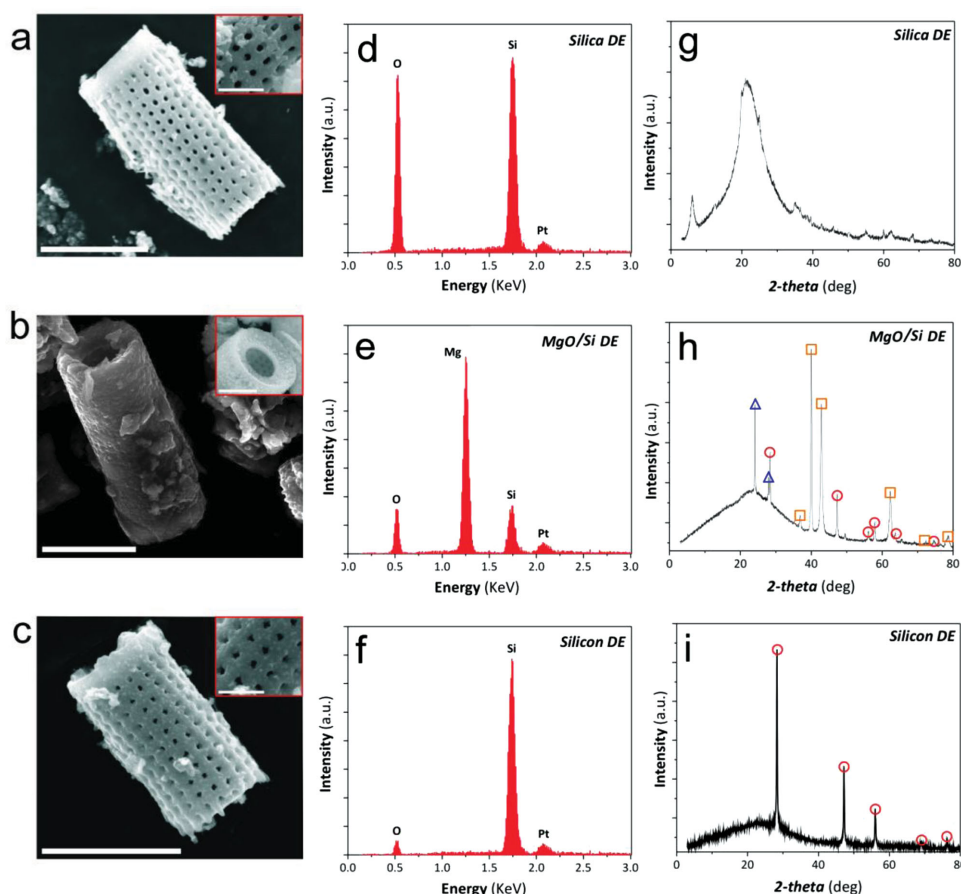 a
d
Silica DE
O
Si
Pt
Intensity (a.u.)
0.0 0.5 1.0 1.5 2.0 2.5 3.0
Energy (KeV)
g
Silica DE
Intensity (a.u.)
0 20 40 60 80
2-theta (deg)
b
e
MgO/Si DE
Mg
O
Si
Pt
Intensity (a.u.)
0.0 0.5 1.0 1.5 2.0 2.5 3.0
Energy (KeV)
h
MgO/Si DE
Intensity (a.u.)
0 20 40 60 80
2-theta (deg)
c
f
Silicon DE
Si
O
Pt
Intensity (a.u.)
0.0 0.5 1.0 1.5 2.0 2.5 3.0
Energy (KeV)
i
Silicon DE
Intensity (a.u.)
0 20 40 60 80
2-theta (deg)